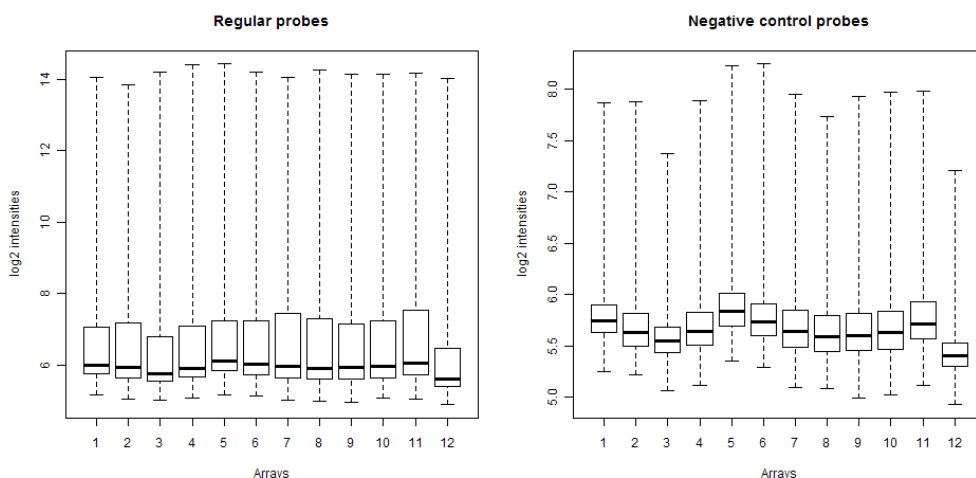 Regular probes
log2 intensities
14
12
10
8
6
1 2 3 4 5 6 7 8 9 10 11 12
Arrays
Negative control probes
log2 intensities
8.0
7.5
7.0
6.5
6.0
5.5
5.0
1 2 3 4 5 6 7 8 9 10 11 12
Arrays